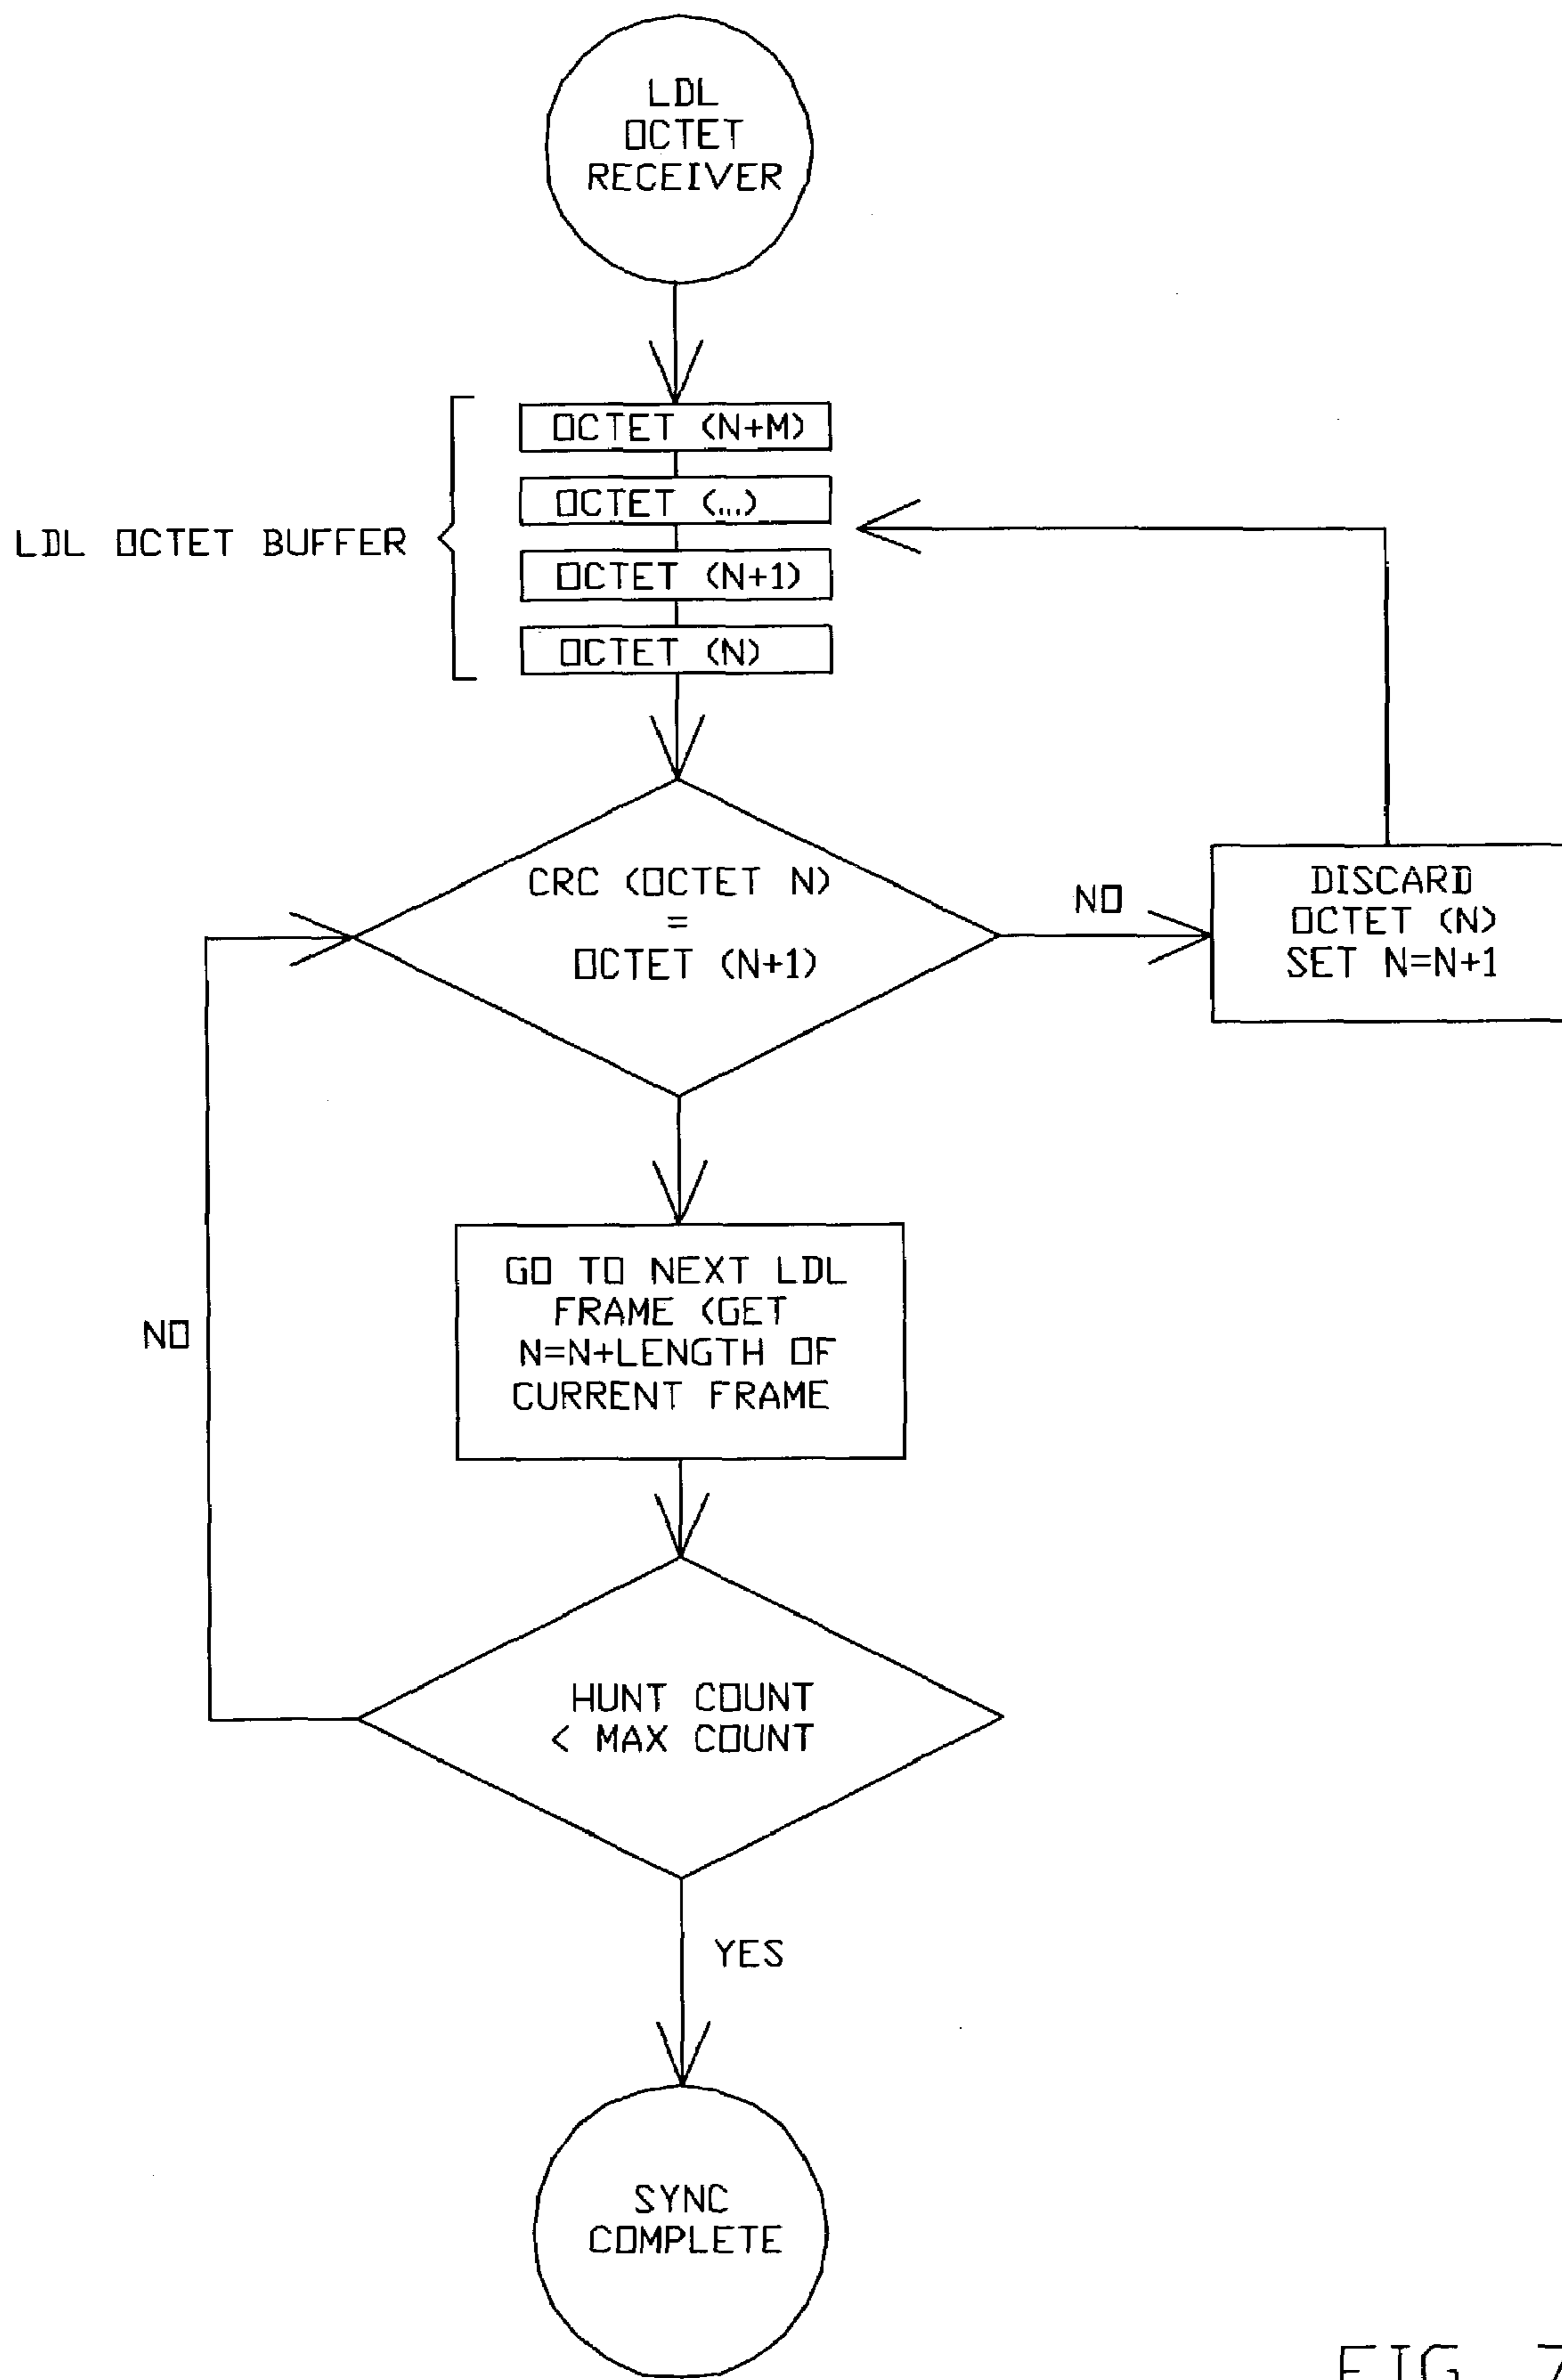 LDL
OCTET
RECEIVER
OCTET (N+M)
OCTET (...)
LDL OCTET BUFFER
OCTET (N+1)
OCTET (N)
CRC (OCTET N)
=
OCTET (N+1)
NO
DISCARD
OCTET (N)
SET N=N+1
GO TO NEXT LDL
FRAME (GET
N=N+LENGTH OF
CURRENT FRAME
NO
HUNT COUNT
< MAX COUNT
YES
SYNC
COMPLETE
FIG. 7